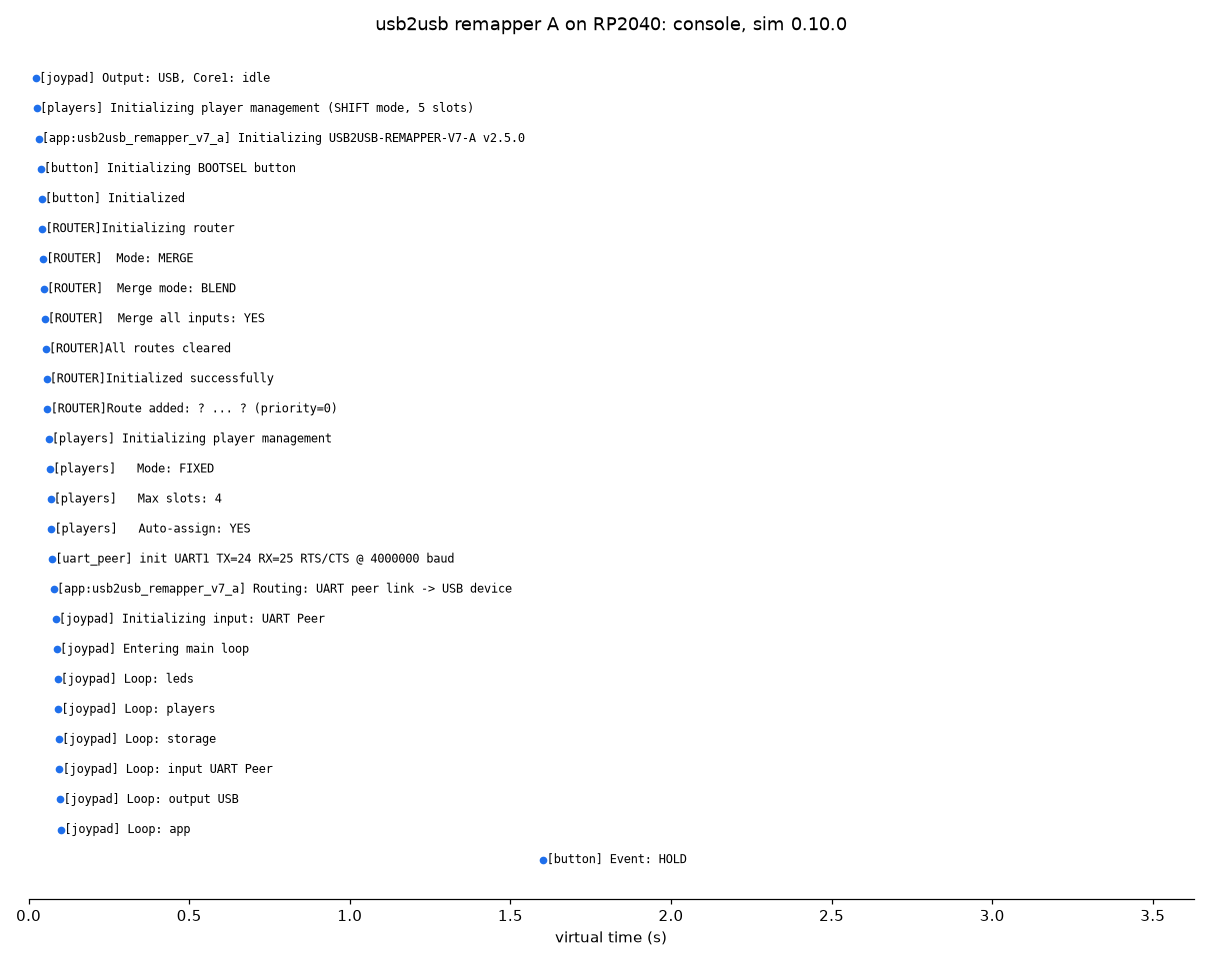 usb2usb remapper A on RP2040: console, sim 0.10.0
[joypad] Output: USB, Core1: idle
[players] Initializing player management (SHIFT mode, 5 slots)
[app:usb2usb_remapper_v7_a] Initializing USB2USB-REMAPPER-V7-A v2.5.0
[button] Initializing BOOTSEL button
[button] Initialized
[ROUTER]Initializing router
[ROUTER]  Mode: MERGE
[ROUTER]  Merge mode: BLEND
[ROUTER]  Merge all inputs: YES
[ROUTER]All routes cleared
[ROUTER]Initialized successfully
[ROUTER]Route added: ? ... ? (priority=0)
[players] Initializing player management
[players]   Mode: FIXED
[players]   Max slots: 4
[players]   Auto-assign: YES
[uart_peer] init UART1 TX=24 RX=25 RTS/CTS @ 4000000 baud
[app:usb2usb_remapper_v7_a] Routing: UART peer link -> USB device
[joypad] Initializing input: UART Peer
[joypad] Entering main loop
[joypad] Loop: leds
[joypad] Loop: players
[joypad] Loop: storage
[joypad] Loop: input UART Peer
[joypad] Loop: output USB
[joypad] Loop: app
[button] Event: HOLD
0.0 0.5 1.0 1.5 2.0 2.5 3.0 3.5
virtual time (s)